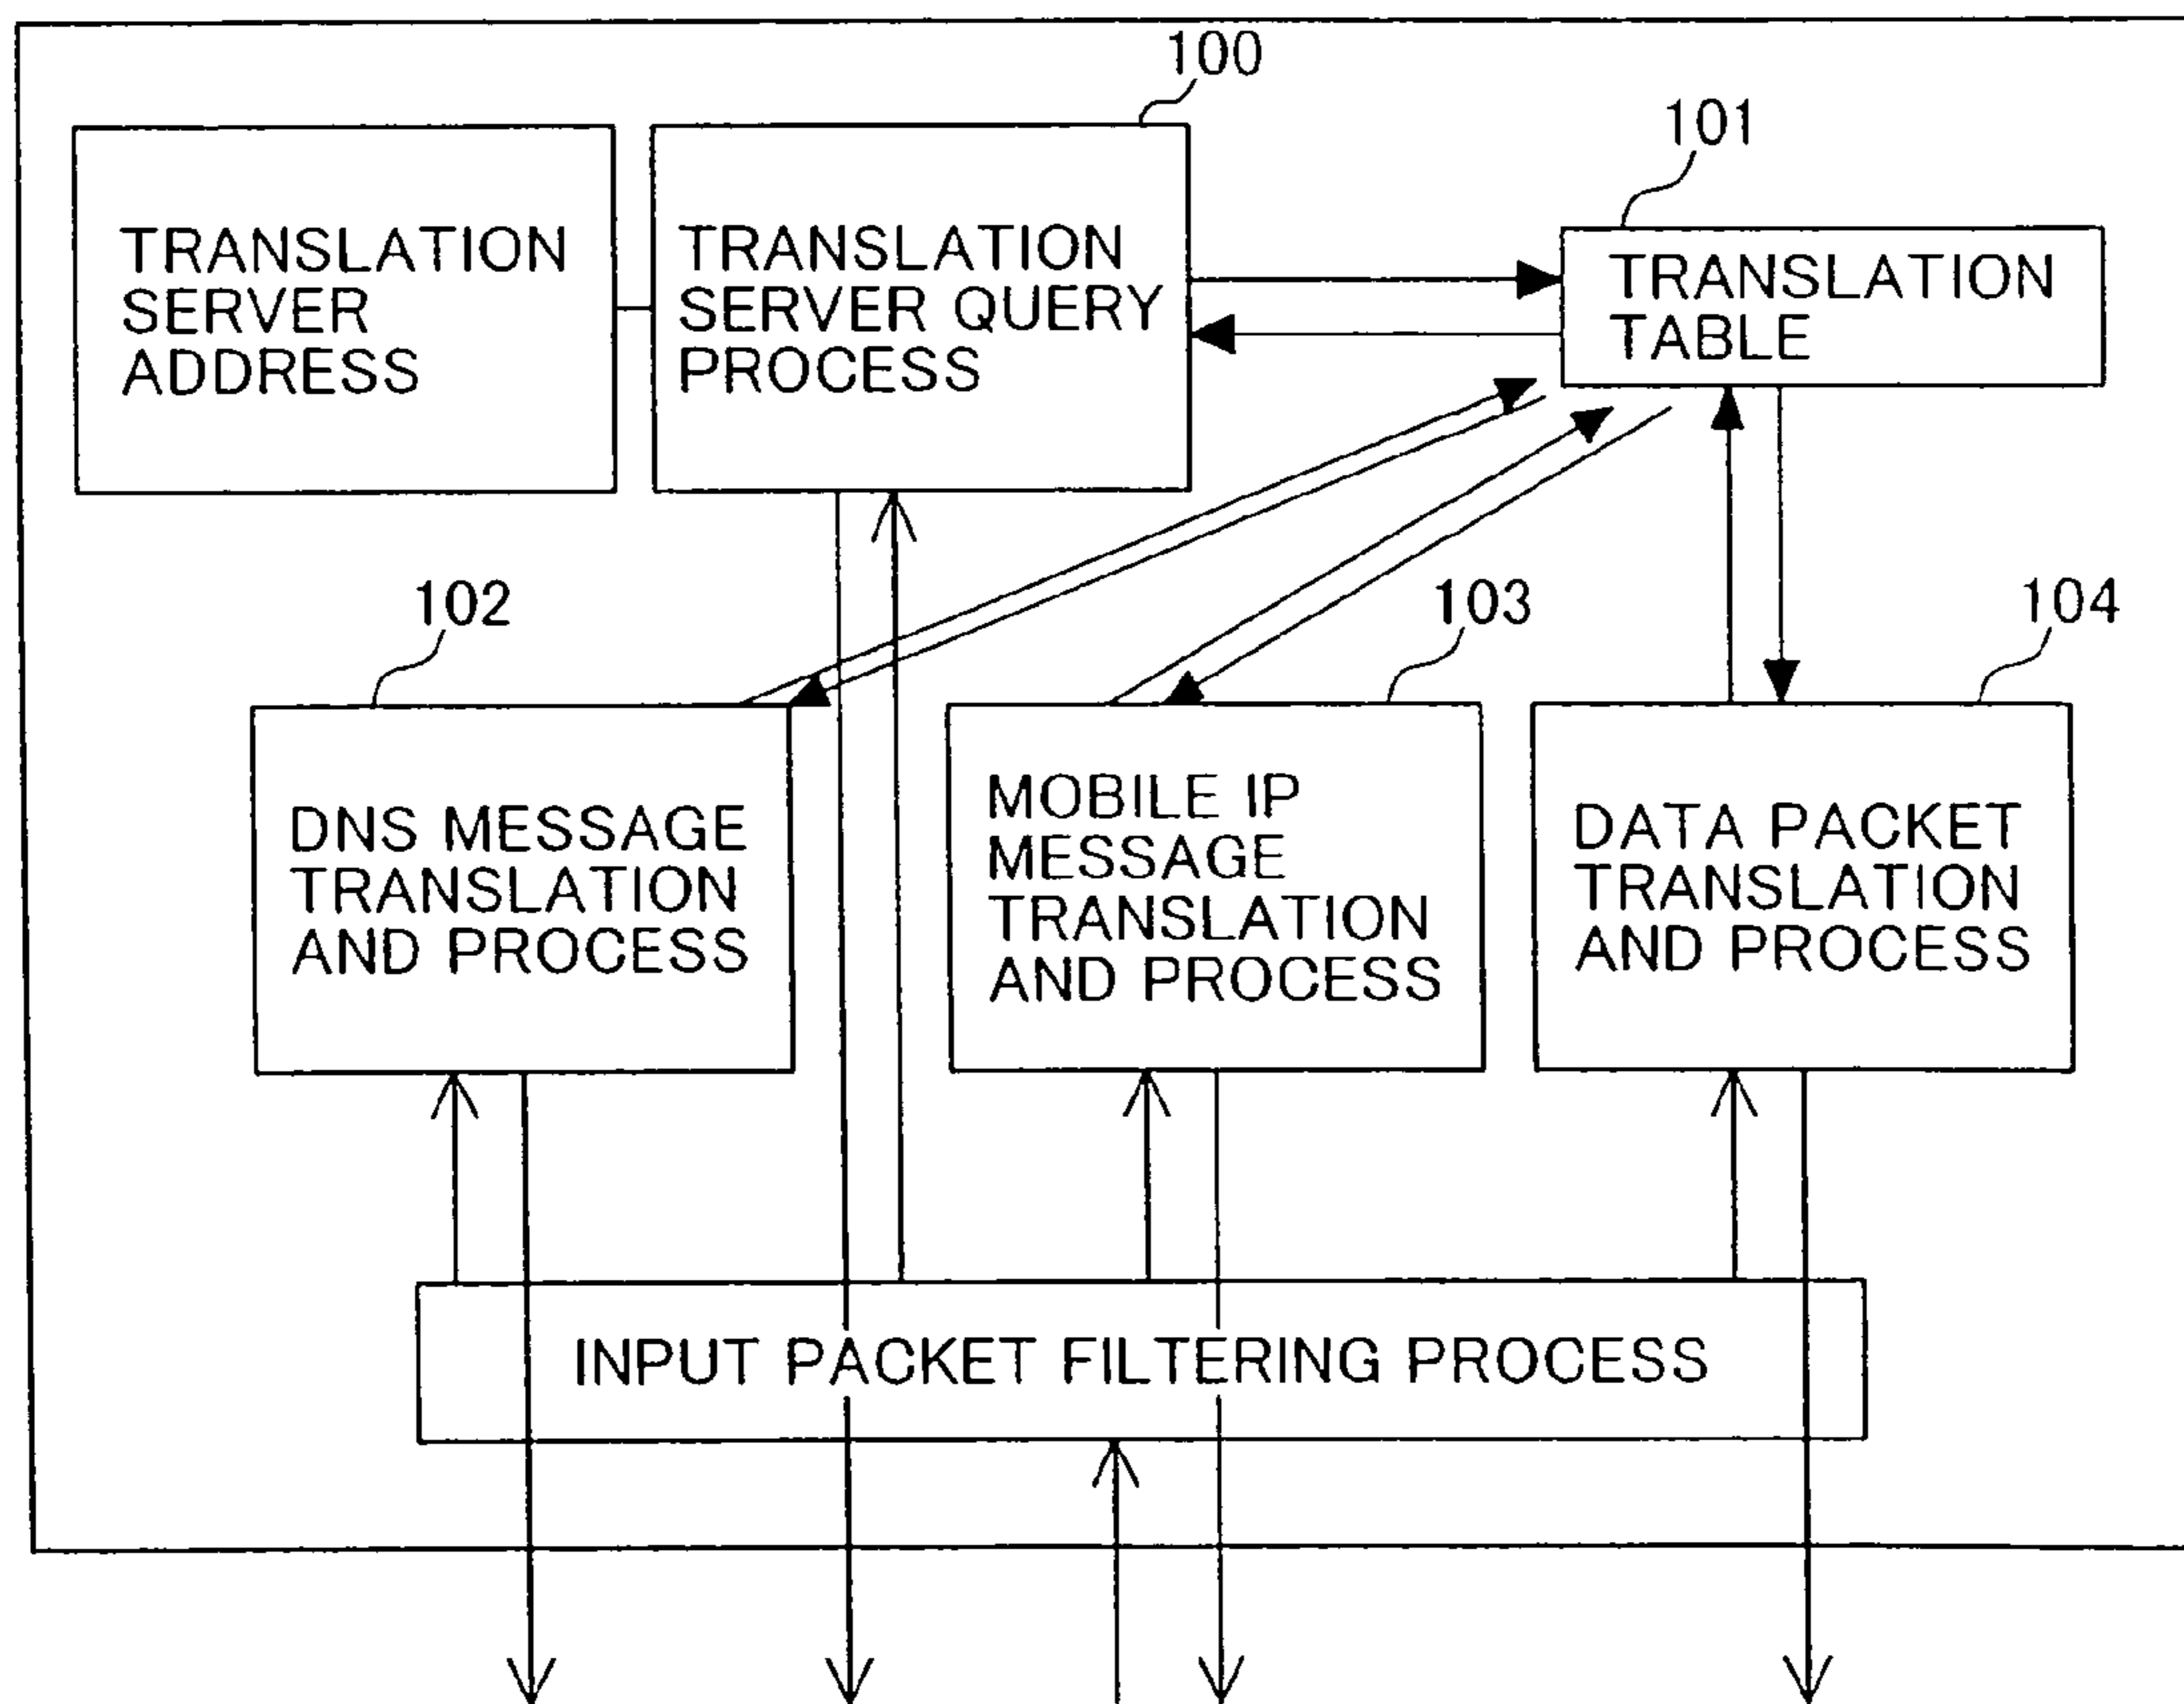 100
101
TRANSLATION
SERVER
ADDRESS
TRANSLATION
SERVER QUERY
PROCESS
TRANSLATION
TABLE
102
103
104
DNS MESSAGE
TRANSLATION
AND PROCESS
MOBILE IP
MESSAGE
TRANSLATION
AND PROCESS
DATA PACKET
TRANSLATION
AND PROCESS
INPUT PACKET FILTERING PROCESS